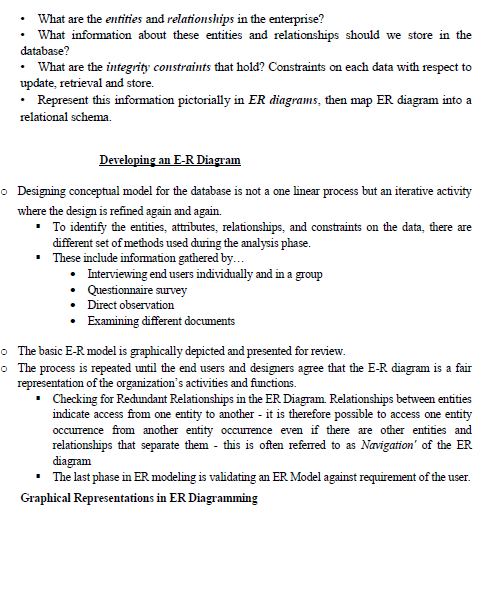 • What are the entities and relationships in the enterprise?
• What information about these entities and relationships should we store in the
database?
• What are the integrity constraints that hold? Constraints on each data with respect to
update, retrieval and store.
• Represent this information pictorially in ER diagrams, then map ER diagram into a
relational schema.
Developing an E-R Diagram
o Designing conceptual model for the database is not a one linear process but an iterative activity
where the design is refined again and again.
▪ To identify the entities, attributes, relationships, and constraints on the data, there are
different set of methods used during the analysis phase.
▪ These include information gathered by…
• Interviewing end users individually and in a group
• Questionnaire survey
• Direct observation
• Examining different documents
o The basic E-R model is graphically depicted and presented for review.
o The process is repeated until the end users and designers agree that the E-R diagram is a fair
representation of the organization's activities and functions.
▪ Checking for Redundant Relationships in the ER Diagram. Relationships between entities
indicate access from one entity to another - it is therefore possible to access one entity
occurrence from another entity occurrence even if there are other entities and
relationships that separate them - this is often referred to as Navigation' of the ER
diagram
▪ The last phase in ER modeling is validating an ER Model against requirement of the user.
Graphical Representations in ER Diagramming